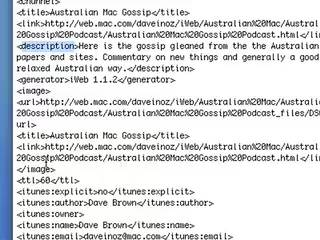 <channel>
<title>Australian Mac Gossip</title>
<link>http://web.mac.com/daveinoz/iWeb/Australian%20Mac/Australian%
20Gossip%20Podcast/Australian%20Mac%20Gossip%20Podcast.html</li
<description>Here is the gossip gleaned from the the Australian
papers and sites. Commentary on new things and generally a good
relaxed Australian way.</description>
<generator>iWeb 1.1.2</generator>
<image>
<url>http://web.mac.com/daveinoz/iWeb/Australian%20Mac/Australia
20Gossip%20Podcast/Australian%20Mac%20Gossip%20Podcast_files/DS
url>
<title>Australian Mac Gossip</title>
<link>http://web.mac.com/daveinoz/iWeb/Australian%20Mac/Australian
20Gossip%20Podcast/Australian%20Mac%20Gossip%20Podcast.html</lin
</image>
<ttl>60</ttl>
<itunes:explicit>no</itunes:explicit>
<itunes:author>Dave Brown</itunes:author>
<itunes:owner>
<itunes:name>Dave Brown</itunes:name>
<itunes:email>daveinoz@mac.com</itunes:email>